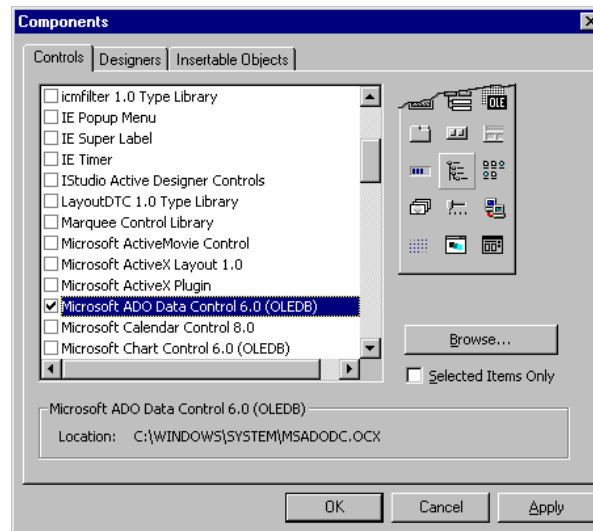 Components
Controls Designers Insertable Objects
icmfilter 1.0 Type Library
IE Popup Menu
IE Super Label
IE Timer
IStudio Active Designer Controls
LayoutDTC 1.0 Type Library
Marquee Control Library
Microsoft ActiveMovie Control
Microsoft ActiveX Layout 1.0
Microsoft ActiveX Plugin
Microsoft ADO Data Control 6.0 (OLEDB)
Microsoft Calendar Control 8.0
Microsoft Chart Control 6.0 (OLEDB)
OLE
Browse...
Selected Items Only
Microsoft ADO Data Control 6.0 (OLEDB)
Location: C:\WINDOWS\SYSTEM\MSADODC.OCX
OK Cancel Apply